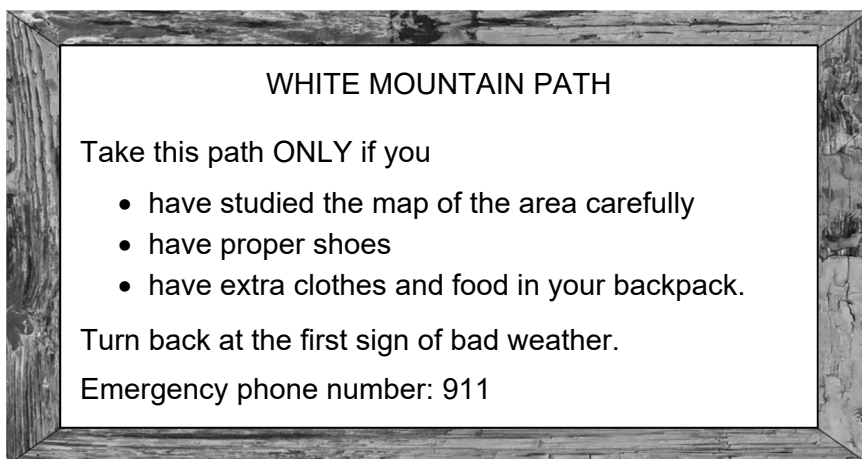 WHITE MOUNTAIN PATH
Take this path ONLY if you
• have studied the map of the area carefully
• have proper shoes
• have extra clothes and food in your backpack.
Turn back at the first sign of bad weather.
Emergency phone number: 911